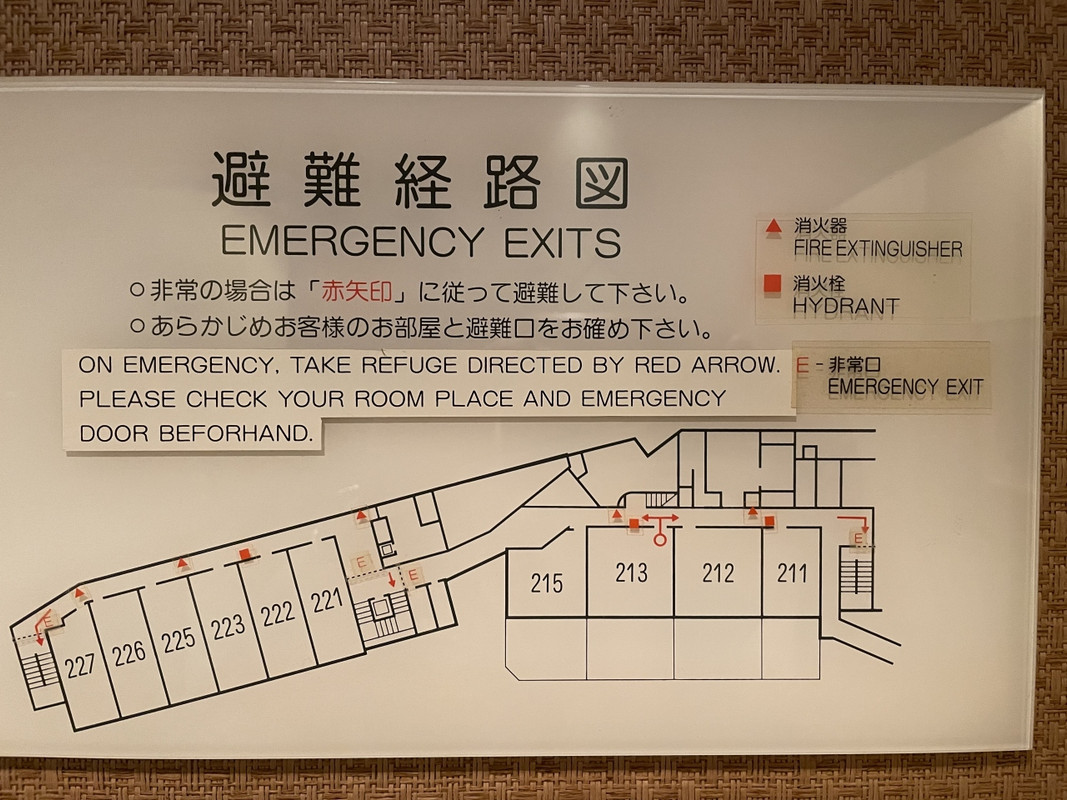 避難経路図
EMERGENCY EXITS
○非常の場合は「赤矢印」に従って避難して下さい。
○あらかじめお客様のお部屋と避難口をお確め下さい。
ON EMERGENCY, TAKE REFUGE DIRECTED BY RED ARROW.
PLEASE CHECK YOUR ROOM PLACE AND EMERGENCY
DOOR BEFORHAND.
消火器
FIRE EXTINGUISHER
消火栓
HYDRANT
E - 非常口
EMERGENCY EXIT
E
E
E
E
215
213
212
211
227
226
225
223
222
221